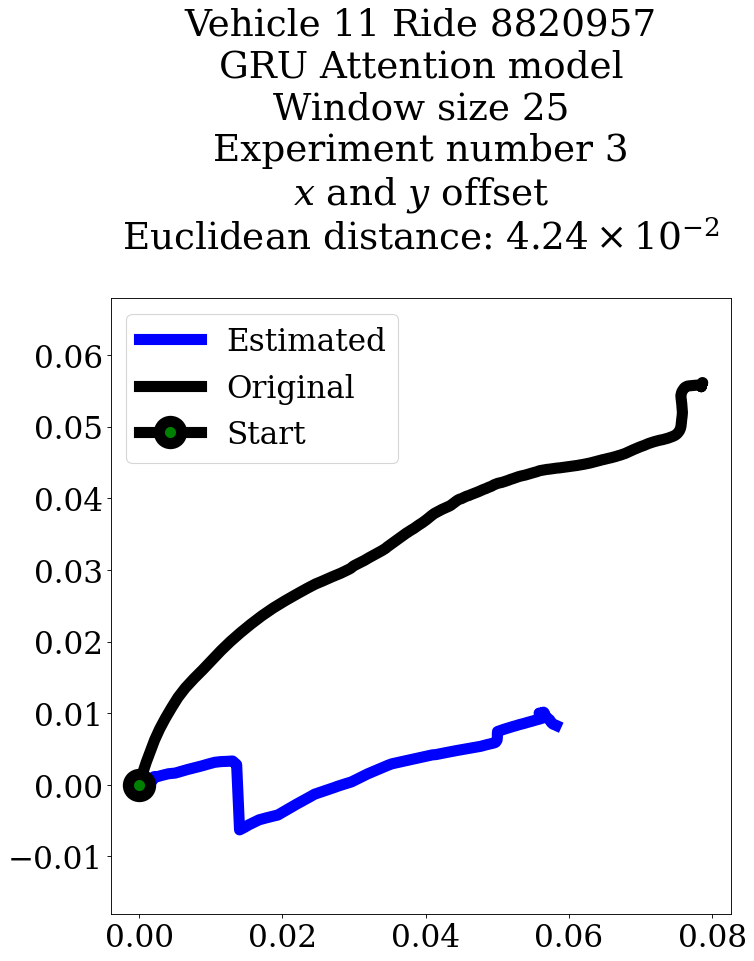 Vehicle 11 Ride 8820957
GRU Attention model
Window size 25
Experiment number 3
x and y offset
Euclidean distance: 4.24 × 10⁻²
Estimated
Original
Start
0.06
0.05
0.04
0.03
0.02
0.01
0.00
−0.01
0.00 0.02 0.04 0.06 0.08